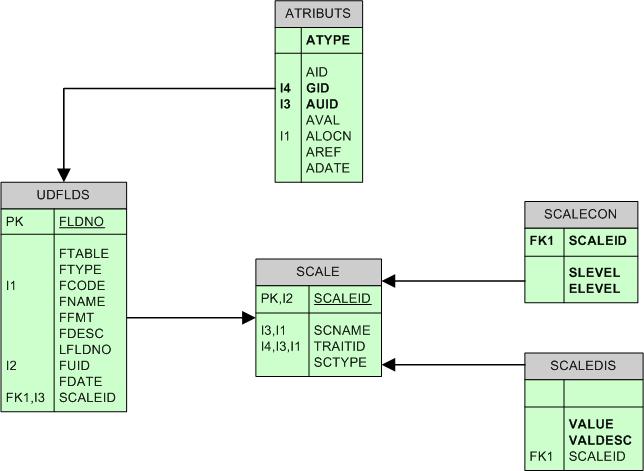 ATRIBUTS
ATYPE
AID
I4 GID
I3 AUID
AVAL
I1 ALOCN
AREF
ADATE
UDFLDS
PK FLDNO
FTABLE
FTYPE
I1 FCODE
FNAME
FFMT
FDESC
LFLDNO
I2 FUID
FDATE
FK1,I3 SCALEID
SCALE
PK,I2 SCALEID
I3,I1 SCNAME
I4,I3,I1 TRAITID
SCTYPE
SCALECON
FK1 SCALEID
SLEVEL
ELEVEL
SCALEDIS
VALUE
VALDESC
FK1 SCALEID